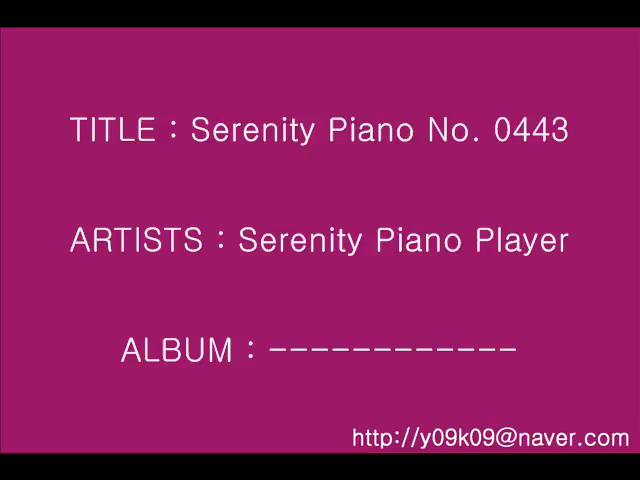 TITLE : Serenity Piano No. 0443
ARTISTS : Serenity Piano Player
ALBUM : ------------
http://y09k09@naver.com